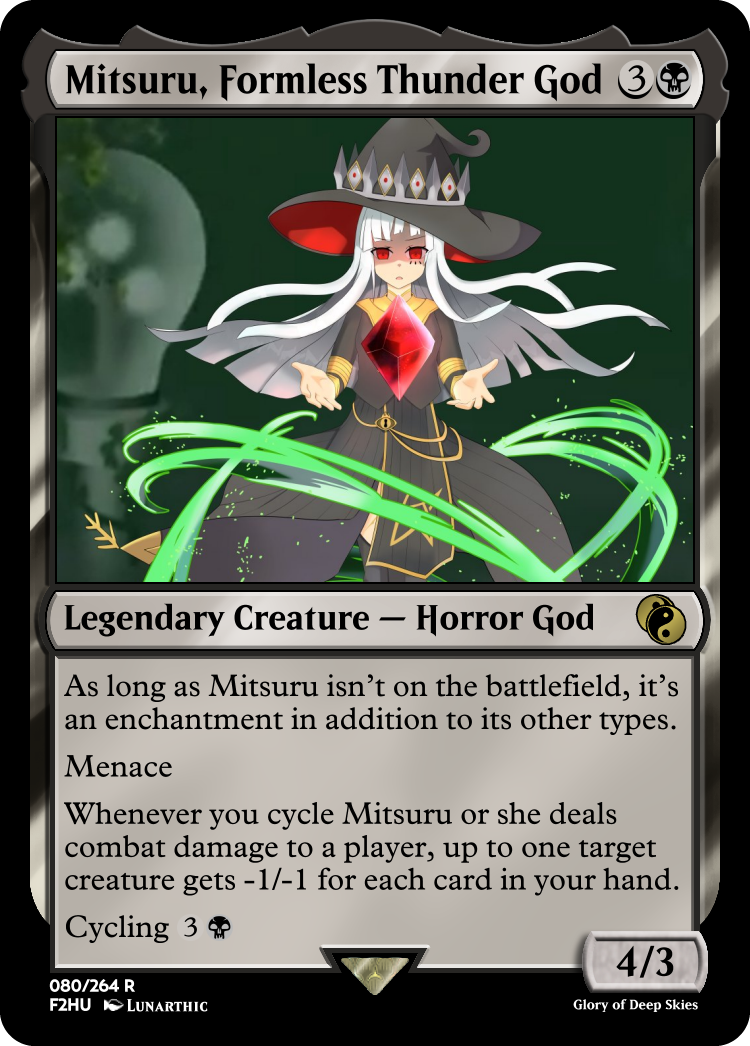 Mitsuru, Formless Thunder God 3
Legendary Creature — Horror God
As long as Mitsuru isn't on the battlefield, it's
an enchantment in addition to its other types.
Menace
Whenever you cycle Mitsuru or she deals
combat damage to a player, up to one target
creature gets -1/-1 for each card in your hand.
Cycling 3
4/3
080/264 R
F2HU LUNARTHIC
Glory of Deep Skies